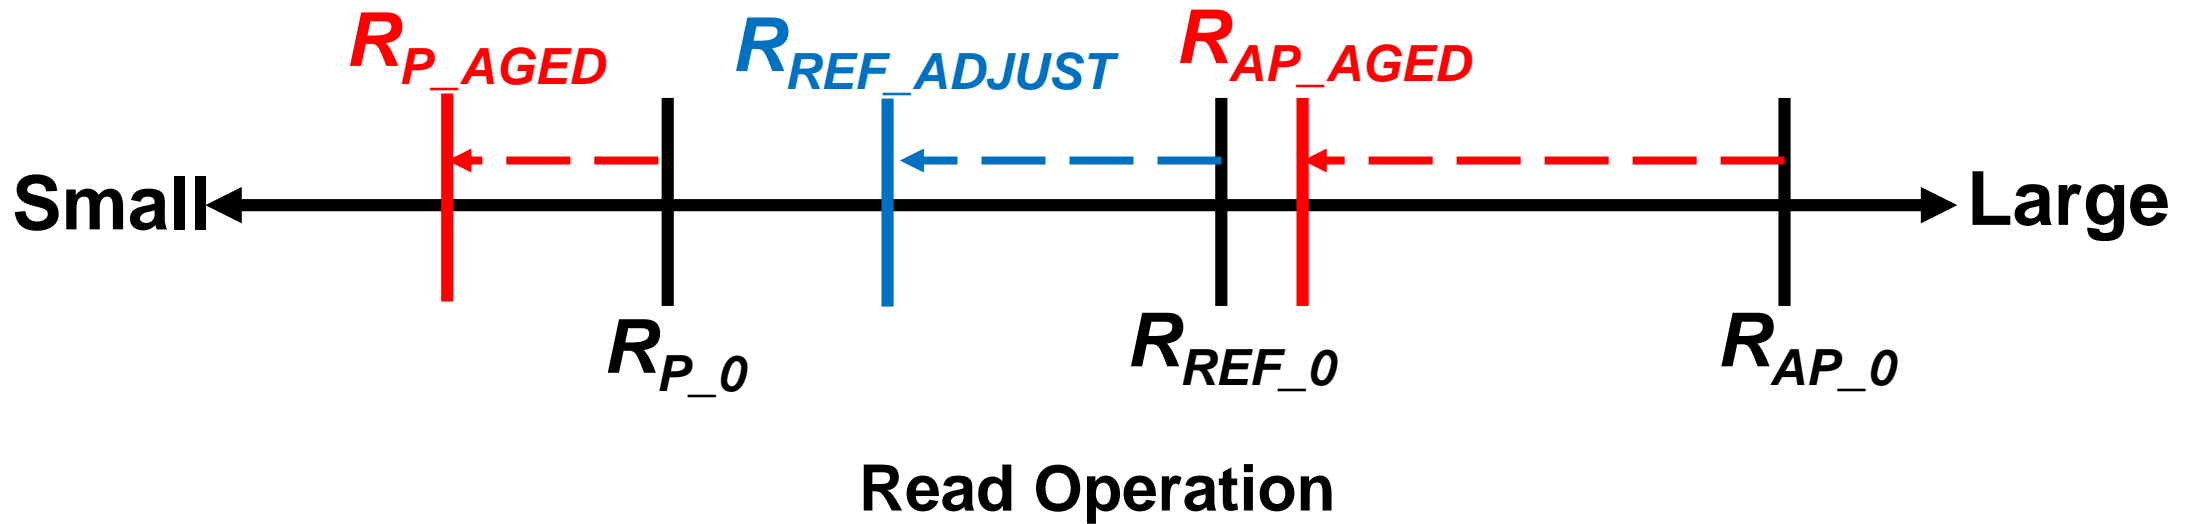 R_P_AGED R_REF_ADJUST R_AP_AGED
Small Large
R_P_0 R_REF_0 R_AP_0
Read Operation